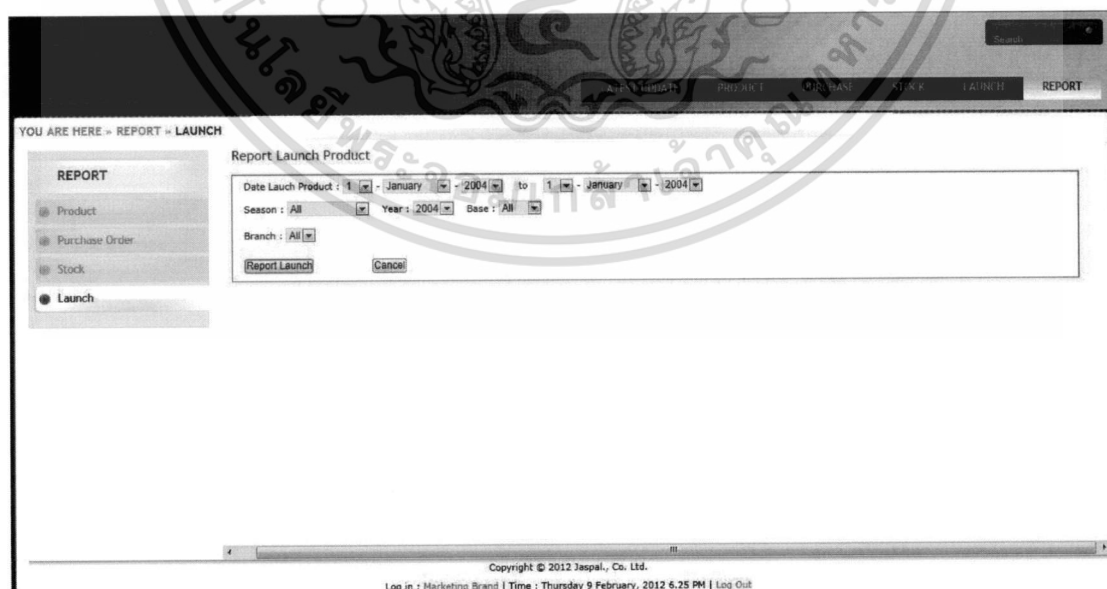 Search
LATEST UPDATE PRODUCT PURCHASE STOCK LAUNCH REPORT
YOU ARE HERE » REPORT » LAUNCH
REPORT
Product
Purchase Order
Stock
Launch
Report Launch Product
Date Lauch Product : 1 - January - 2004 to 1 - January - 2004
Season : All Year : 2004 Base : All
Branch : All
Report Launch Cancel
Copyright © 2012 Jaspal., Co. Ltd.
Log in : Marketing Brand | Time : Thursday 9 February, 2012 6.25 PM | Log Out